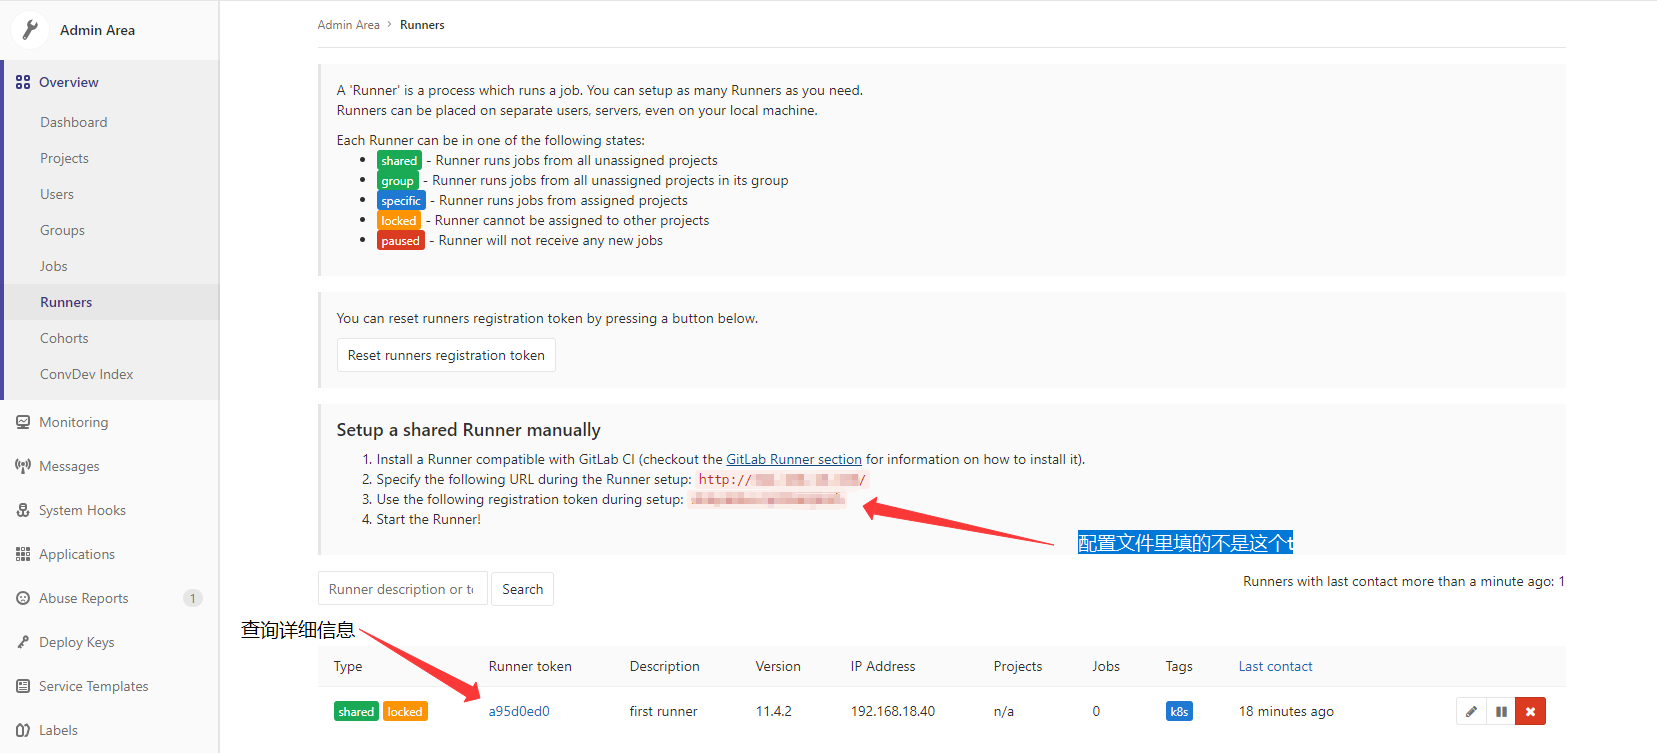 Admin Area
Overview
Dashboard
Projects
Users
Groups
Jobs
Runners
Cohorts
ConvDev Index
Monitoring
Messages
System Hooks
Applications
Abuse Reports 1
Deploy Keys
Service Templates
Labels
Admin Area › Runners
A 'Runner' is a process which runs a job. You can setup as many Runners as you need.
Runners can be placed on separate users, servers, even on your local machine.
Each Runner can be in one of the following states:
• shared - Runner runs jobs from all unassigned projects
• group - Runner runs jobs from all unassigned projects in its group
• specific - Runner runs jobs from assigned projects
• locked - Runner cannot be assigned to other projects
• paused - Runner will not receive any new jobs
You can reset runners registration token by pressing a button below.
Reset runners registration token
Setup a shared Runner manually
1. Install a Runner compatible with GitLab CI (checkout the GitLab Runner section for information on how to install it).
2. Specify the following URL during the Runner setup: http:// /
3. Use the following registration token during setup:
4. Start the Runner!
配置文件里填的不是这个t
Runner description or to
Search
Runners with last contact more than a minute ago: 1
查询详细信息
Type Runner token Description Version IP Address Projects Jobs Tags Last contact
shared locked a95d0ed0 first runner 11.4.2 192.168.18.40 n/a 0 k8s 18 minutes ago